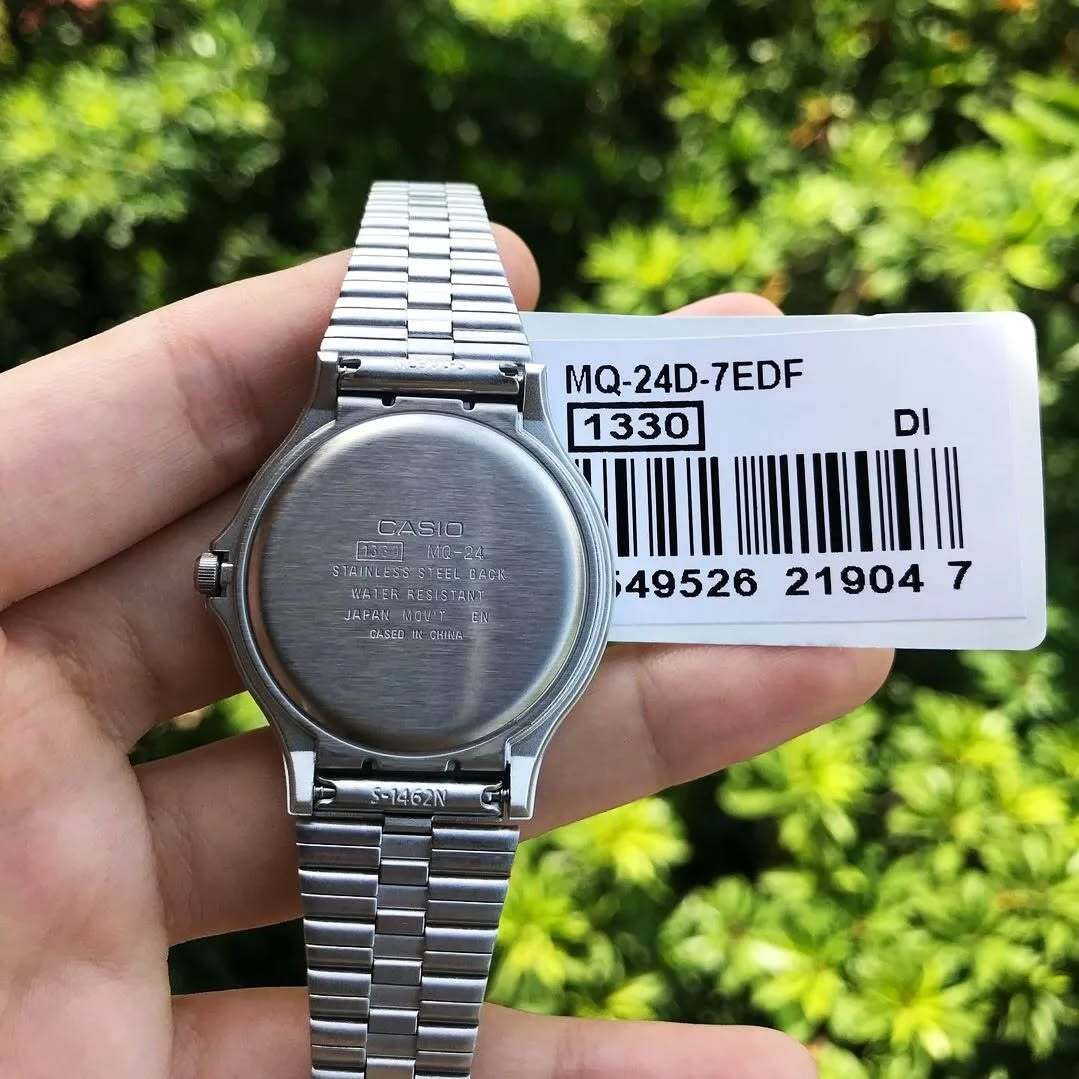 MQ-24D-7EDF
1330
DI
549526 21904 7
CASIO
1330 MQ-24
STAINLESS STEEL BACK
WATER RESISTANT
JAPAN MOV'T EN
CASED IN CHINA
S-1462N